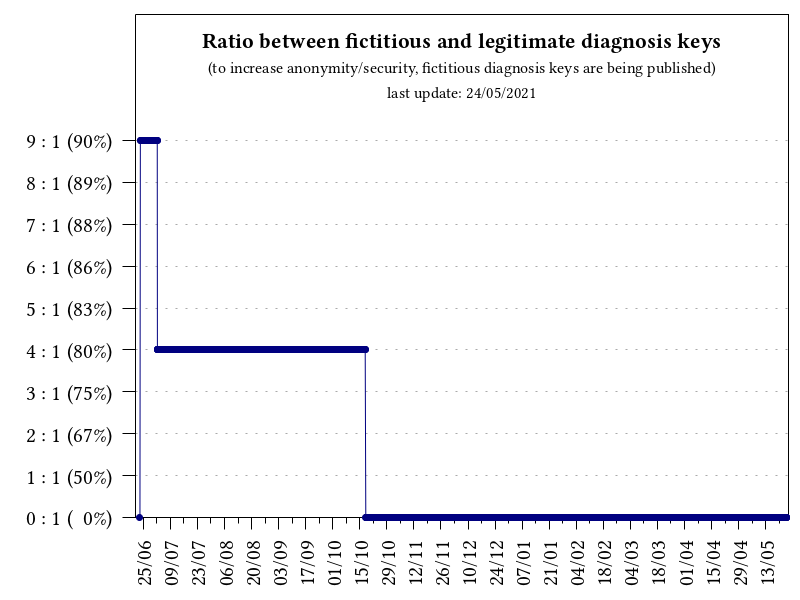 Ratio between fictitious and legitimate diagnosis keys
(to increase anonymity/security, fictitious diagnosis keys are being published)
last update: 24/05/2021
9 : 1 (90%)
8 : 1 (89%)
7 : 1 (88%)
6 : 1 (86%)
5 : 1 (83%)
4 : 1 (80%)
3 : 1 (75%)
2 : 1 (67%)
1 : 1 (50%)
0 : 1 (  0%)
25/06
09/07
23/07
06/08
20/08
03/09
17/09
01/10
15/10
29/10
12/11
26/11
10/12
24/12
07/01
21/01
04/02
18/02
04/03
18/03
01/04
15/04
29/04
13/05